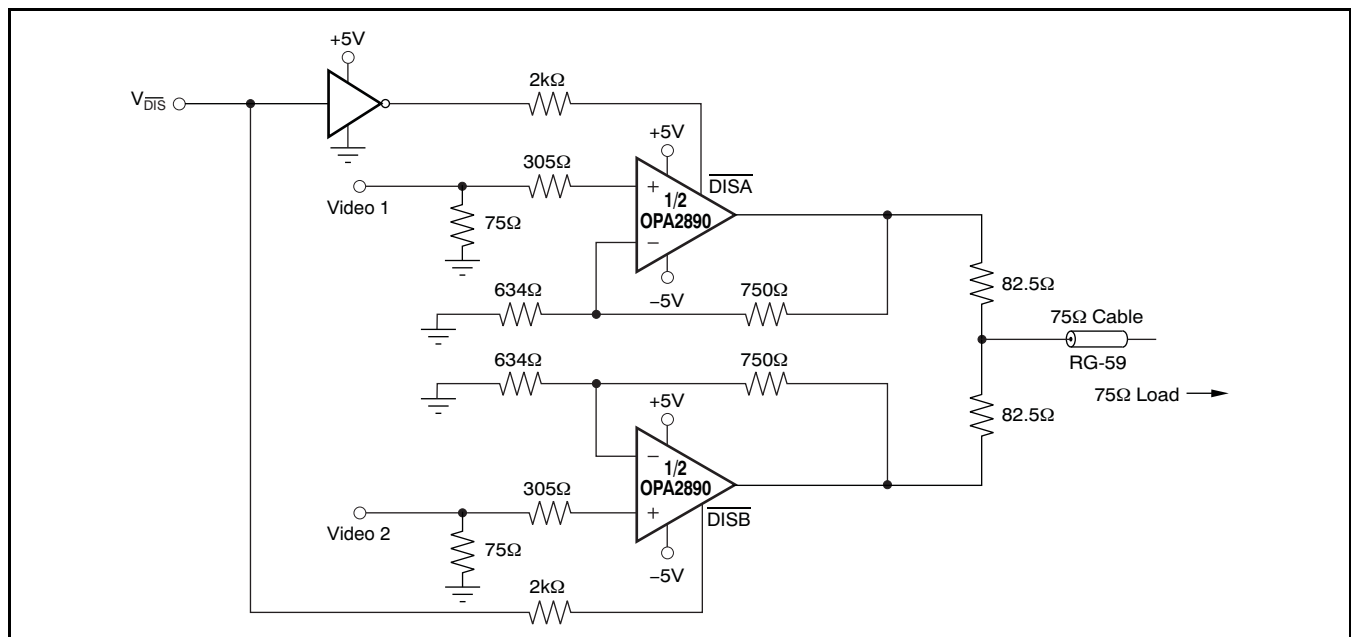 +5V
V DIS
2kΩ
+5V
305Ω
DISA
+
1/2
OPA2890
Video 1
75Ω
−
−5V
634Ω
750Ω
82.5Ω
75Ω Cable
RG-59
634Ω
750Ω
75Ω Load
+5V
82.5Ω
−
1/2
OPA2890
305Ω
+
DISB
Video 2
75Ω
−5V
2kΩ